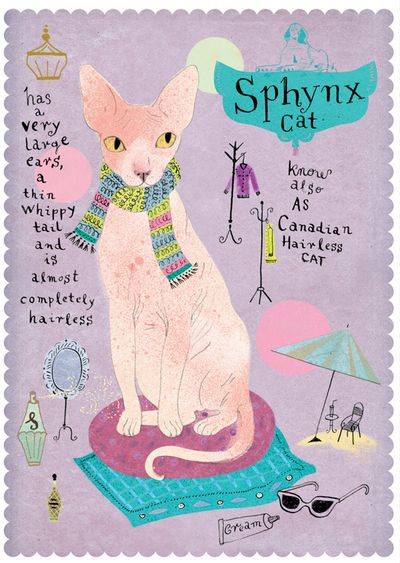 Sphynx
Cat
has
a
very
large
ears,
a
thin
whippy
tail
and
is
almost
completely
hairless
know
also
As
Canadian
Hairless
CAT
S
Cream